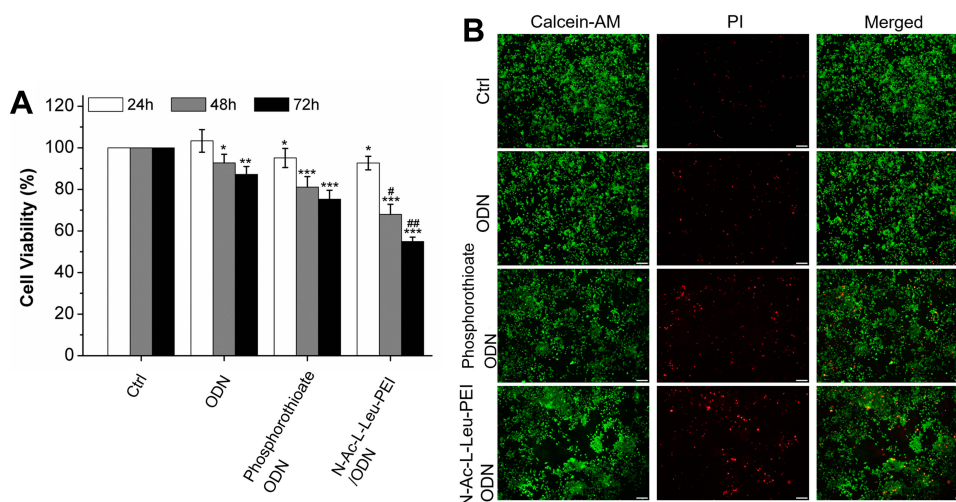 A
24h 48h 72h
Cell Viability (%)
120
100
80
60
40
20
0
*
**
*
***
***
*
#
***
##
***
Ctrl
ODN
Phosphorothioate
ODN
N-Ac-L-Leu-PEI
/ODN
B
Calcein-AM PI Merged
Ctrl
ODN
Phosphorothioate
ODN
N-Ac-L-Leu-PEI
ODN